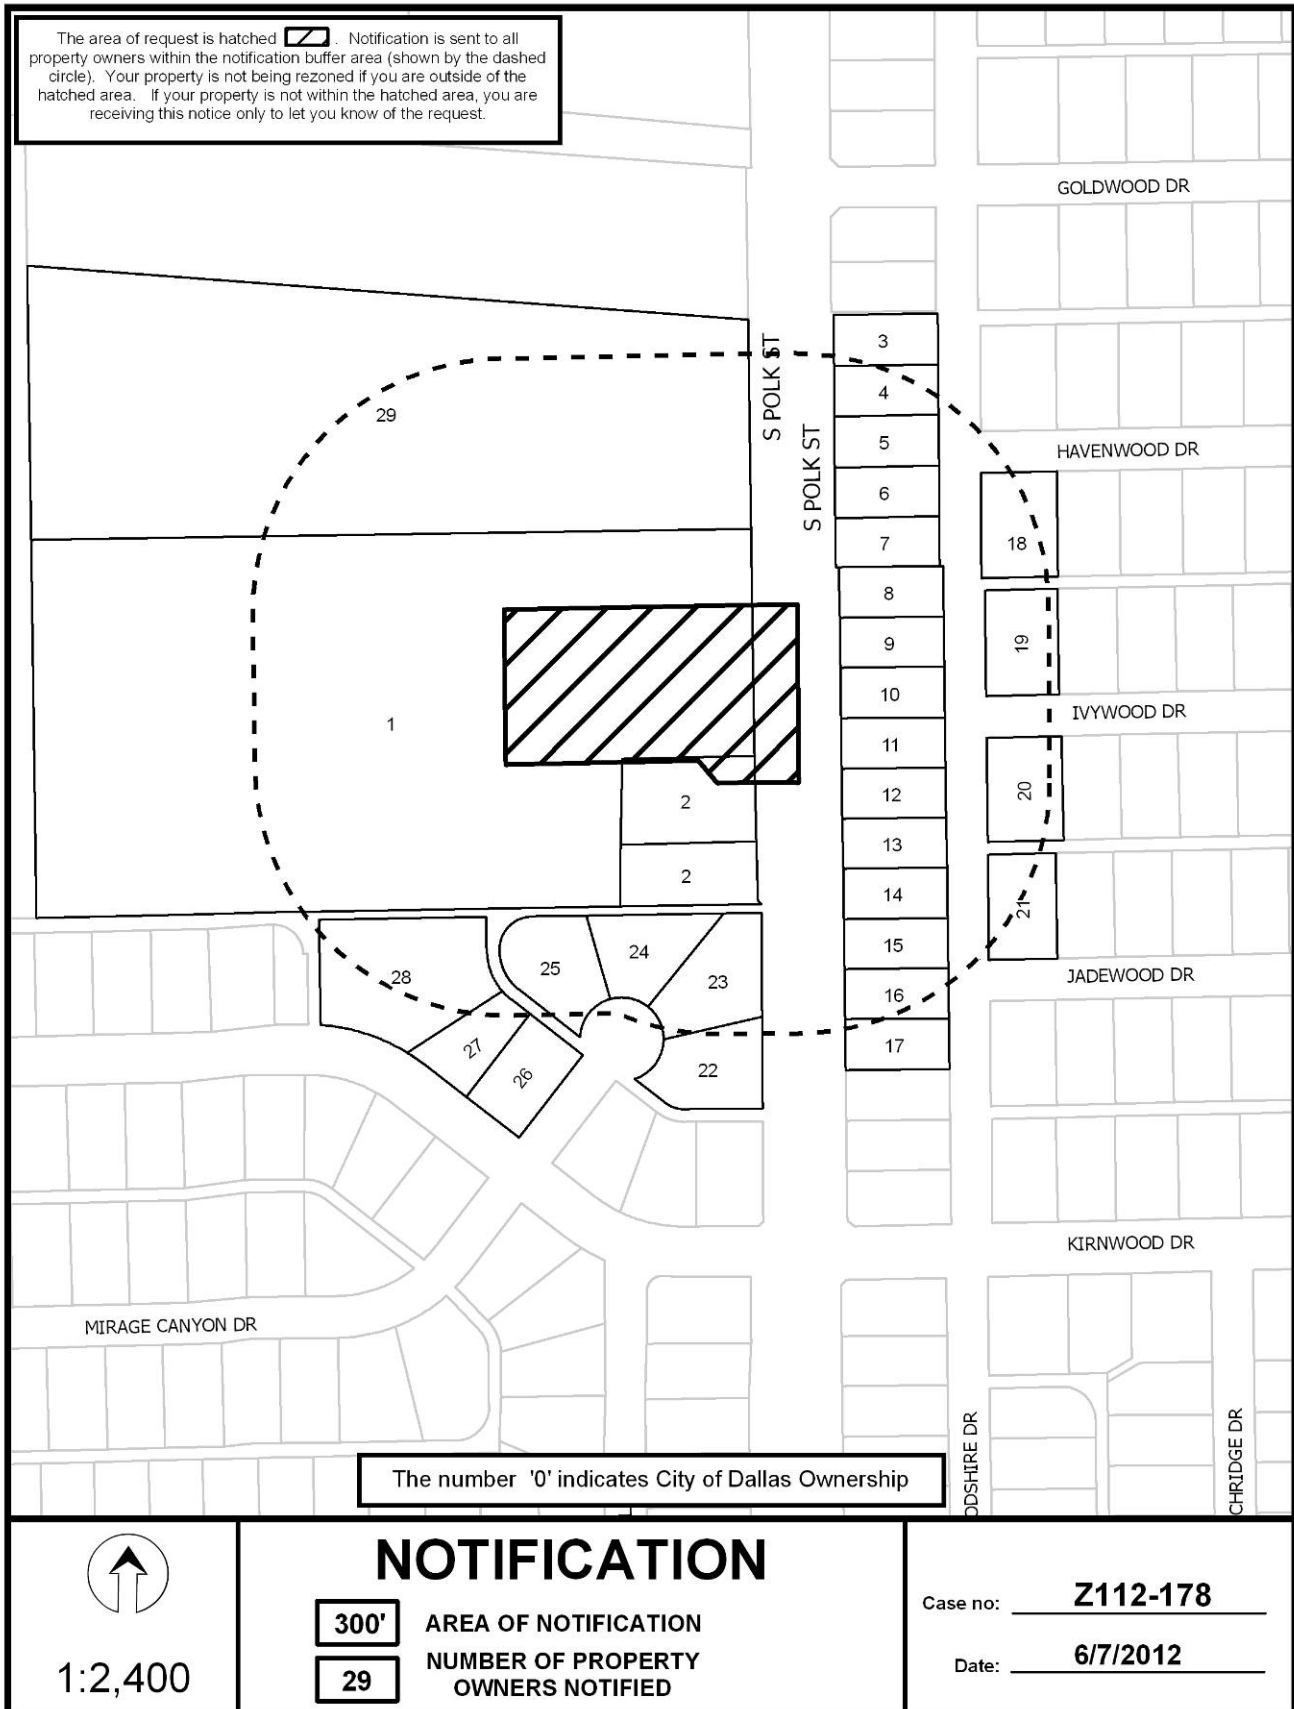 The area of request is hatched . Notification is sent to all
property owners within the notification buffer area (shown by the dashed
circle). Your property is not being rezoned if you are outside of the
hatched area. If your property is not within the hatched area, you are
receiving this notice only to let you know of the request.
GOLDWOOD DR
S POLK ST
3
4
29
5
S POLK ST
HAVENWOOD DR
6
7
18
8
9
19
10
IVYWOOD DR
1
11
2
12
20
13
2
14
21
15
24
25
28
23
JADEWOOD DR
16
17
27
26
22
KIRNWOOD DR
MIRAGE CANYON DR
ODSHIRE DR
CHRIDGE DR
The number '0' indicates City of Dallas Ownership
1:2,400
NOTIFICATION
300' AREA OF NOTIFICATION
29 NUMBER OF PROPERTY
OWNERS NOTIFIED
Case no: Z112-178
Date: 6/7/2012